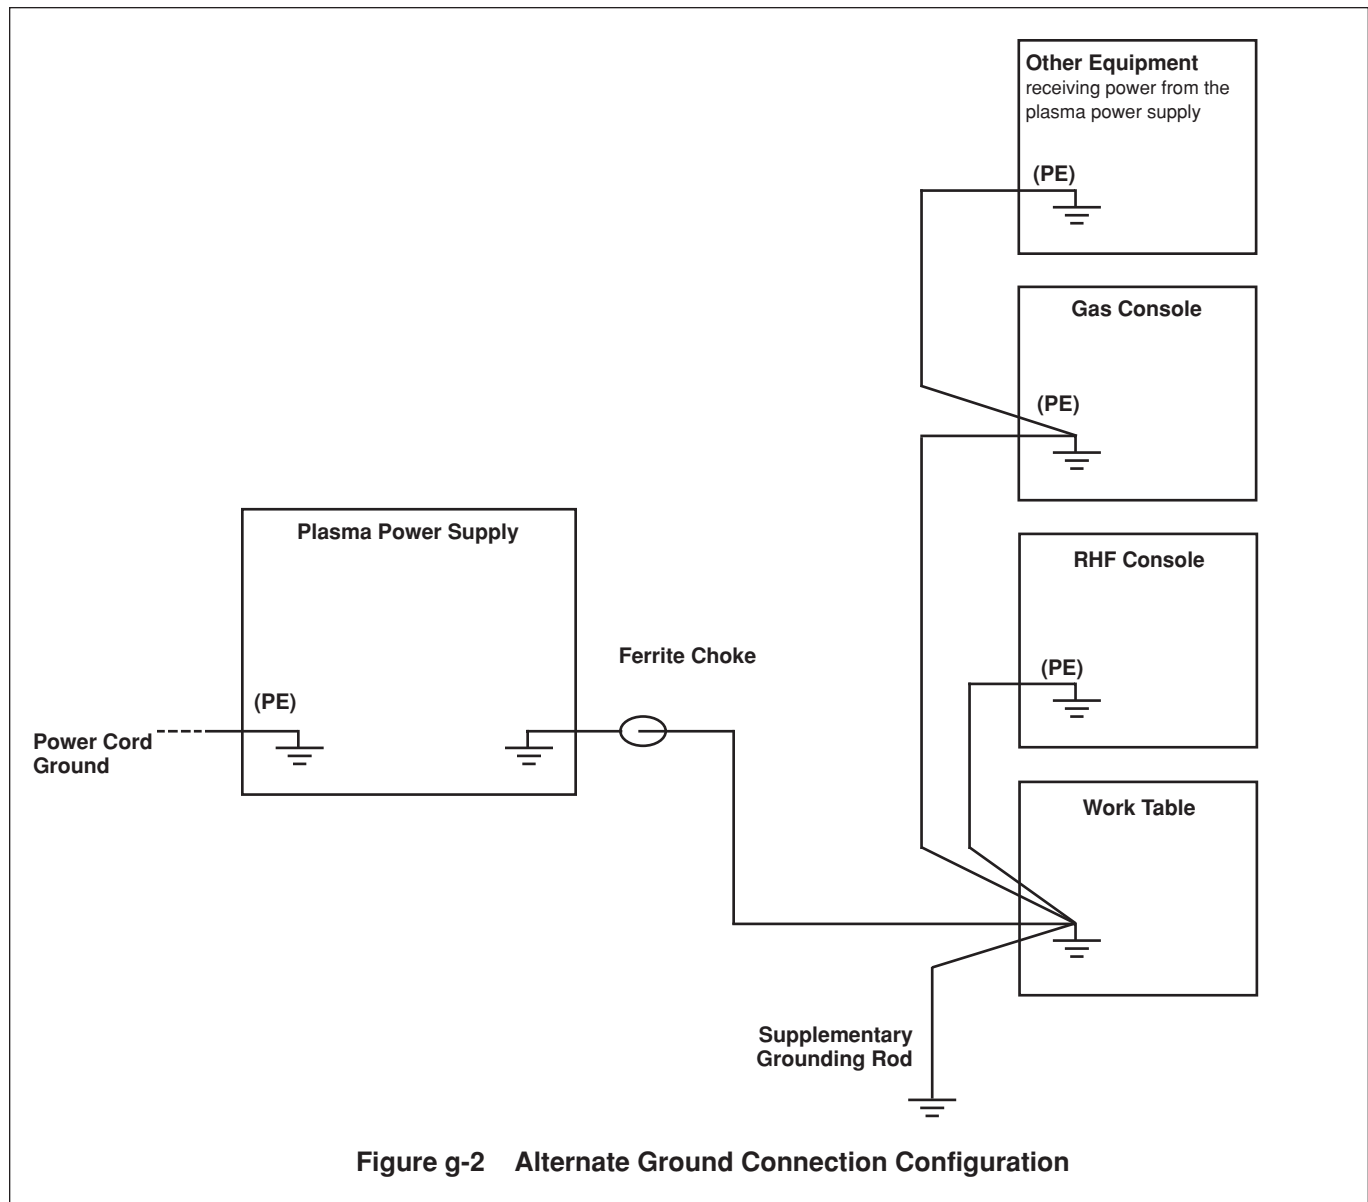 Other Equipment
receiving power from the
plasma power supply
(PE)
Gas Console
(PE)
Plasma Power Supply
RHF Console
Ferrite Choke
(PE)
(PE)
Power Cord
Ground
Work Table
Supplementary
Grounding Rod
Figure g-2 Alternate Ground Connection Configuration